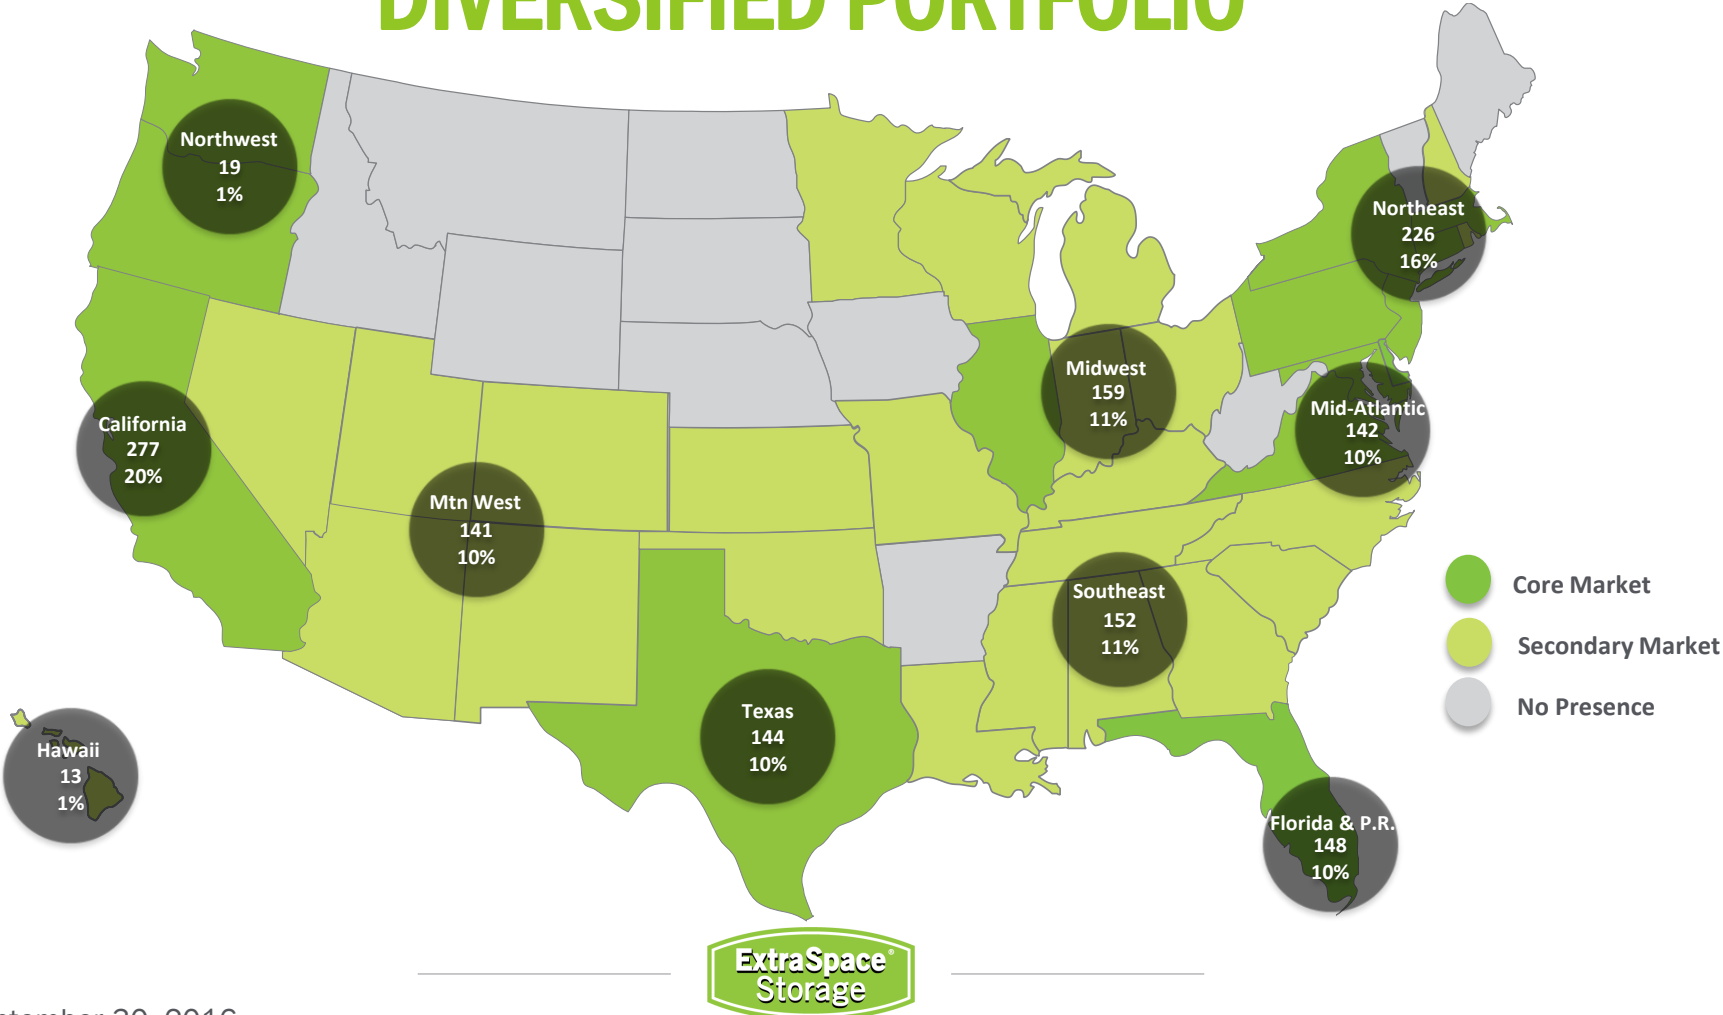 DIVERSIFIED PORTFOLIO
Northwest
19
1%
Northeast
226
16%
Midwest
159
11%
Mid-Atlantic
142
10%
California
277
20%
Mtn West
141
10%
Southeast
152
11%
Core Market
Secondary Market
No Presence
Texas
144
10%
Hawaii
13
1%
Florida & P.R.
148
10%
ExtraSpace®
Storage
30, 2016